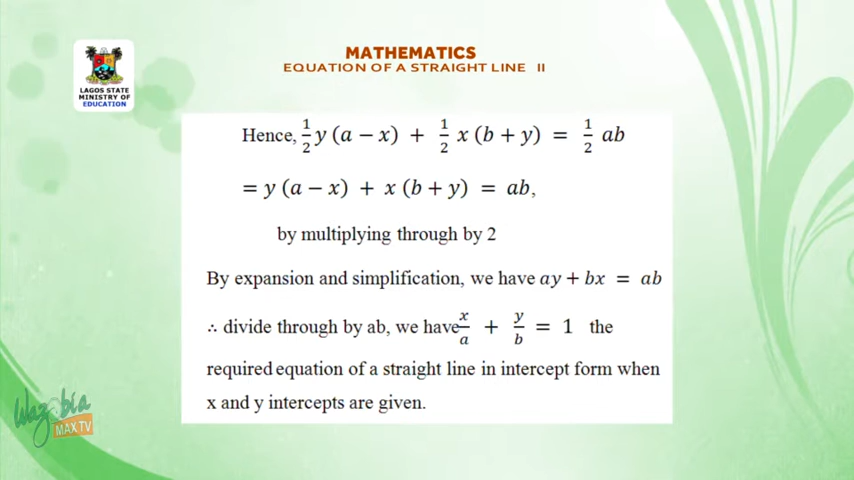 MATHEMATICS
EQUATION OF A STRAIGHT LINE II
LAGOS STATE
MINISTRY OF
EDUCATION
Hence, 1/2 y (a − x) + 1/2 x (b + y) = 1/2 ab
= y (a − x) + x (b + y) = ab,
by multiplying through by 2
By expansion and simplification, we have ay + bx = ab
∴ divide through by ab, we have x/a + y/b = 1 the
required equation of a straight line in intercept form when
x and y intercepts are given.
Wazobia
MAX TV